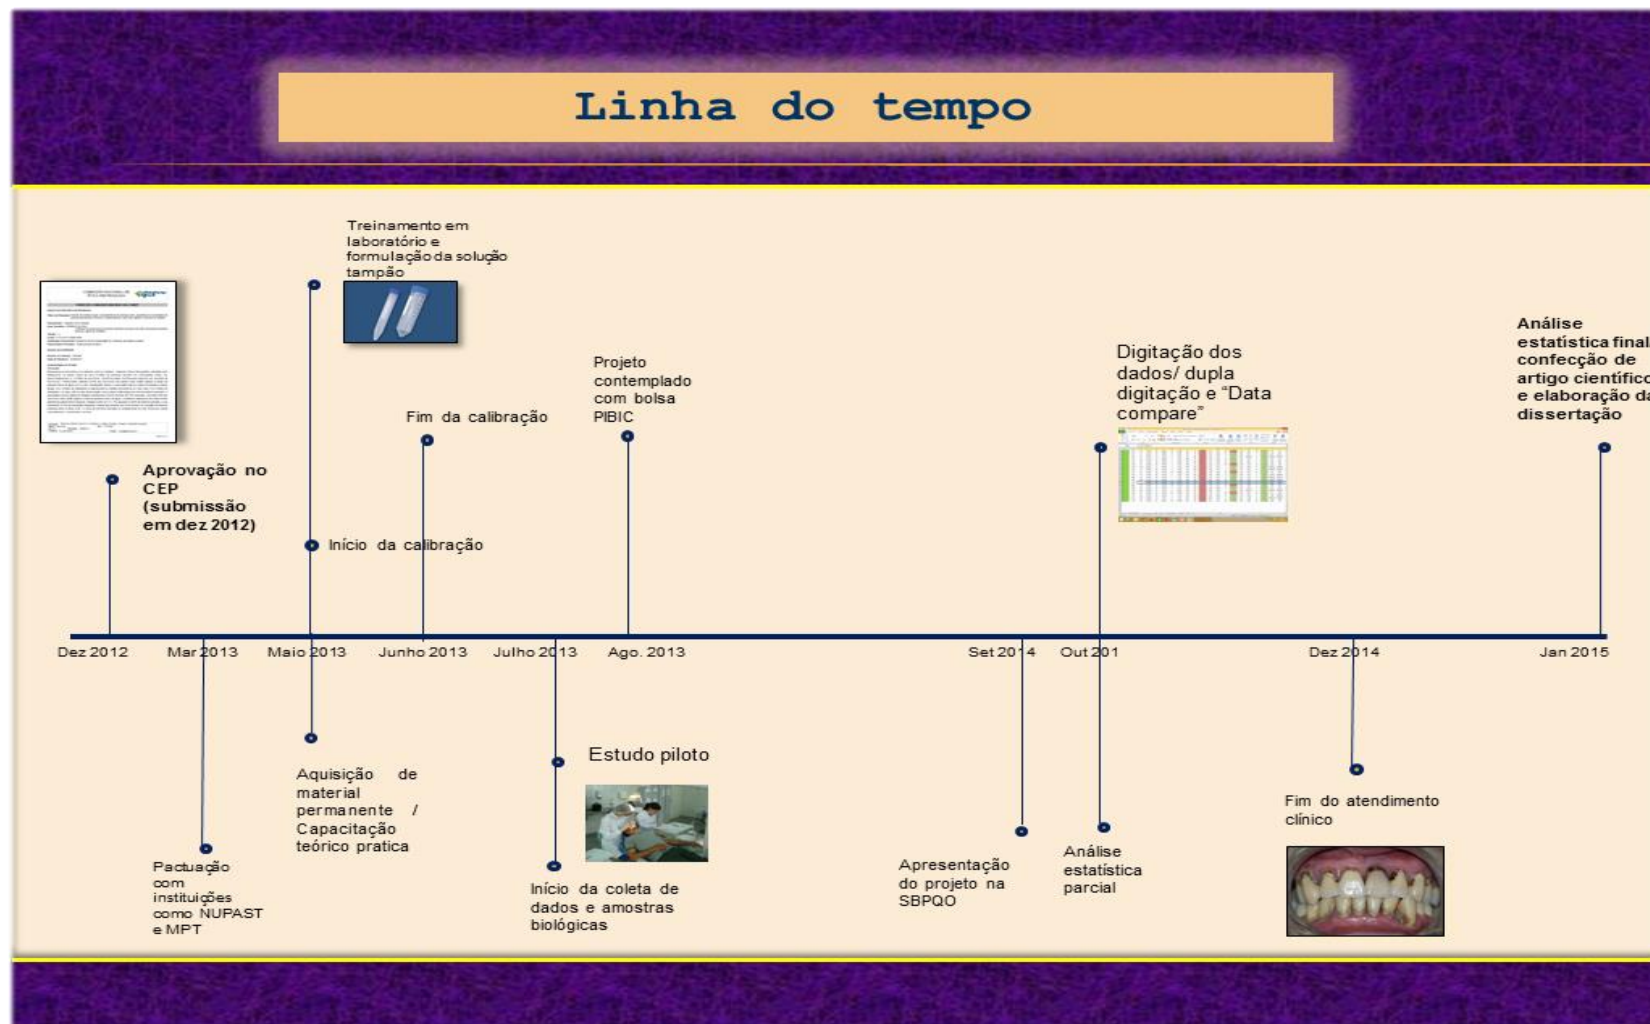 Linha do tempo
Treinamento em
laboratório e
formulação da solução
tampão
Aprovação no
CEP
(submissão
em dez 2012)
Início da calibração
Fim da calibração
Projeto
contemplado
com bolsa
PIBIC
Digitação dos
dados/ dupla
digitação e “Data
compare”
Análise
estatística final,
confecção de
artigo científico
e elaboração da
dissertação
Dez 2012
Mar 2013
Maio 2013
Junho 2013
Julho 2013
Ago. 2013
Set 2014
Out 201
Dez 2014
Jan 2015
Pactuação
com
instituições
como NUPAST
e MPT
Aquisição de
material
permanente /
Capacitação
teórico pratica
Estudo piloto
Início da coleta de
dados e amostras
biológicas
Apresentação
do projeto na
SBPQO
Análise
estatística
parcial
Fim do atendimento
clínico